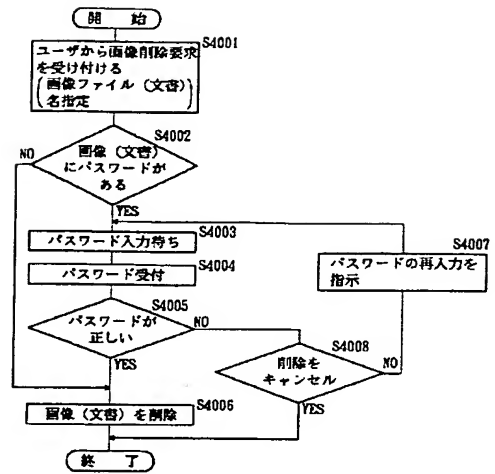 開 始
S4001
ユーザから画像削除要求
を受け付ける
(画像ファイル（文書）
名指定)
S4002
画像（文書）
にパスワードが
ある
NO
YES
S4003
パスワード入力待ち
S4004
パスワード受付
S4005
パスワードが
正しい
NO
YES
S4007
パスワードの再入力を
指示
S4008
削除を
キャンセル
NO
YES
S4006
画像（文書）を削除
終 了